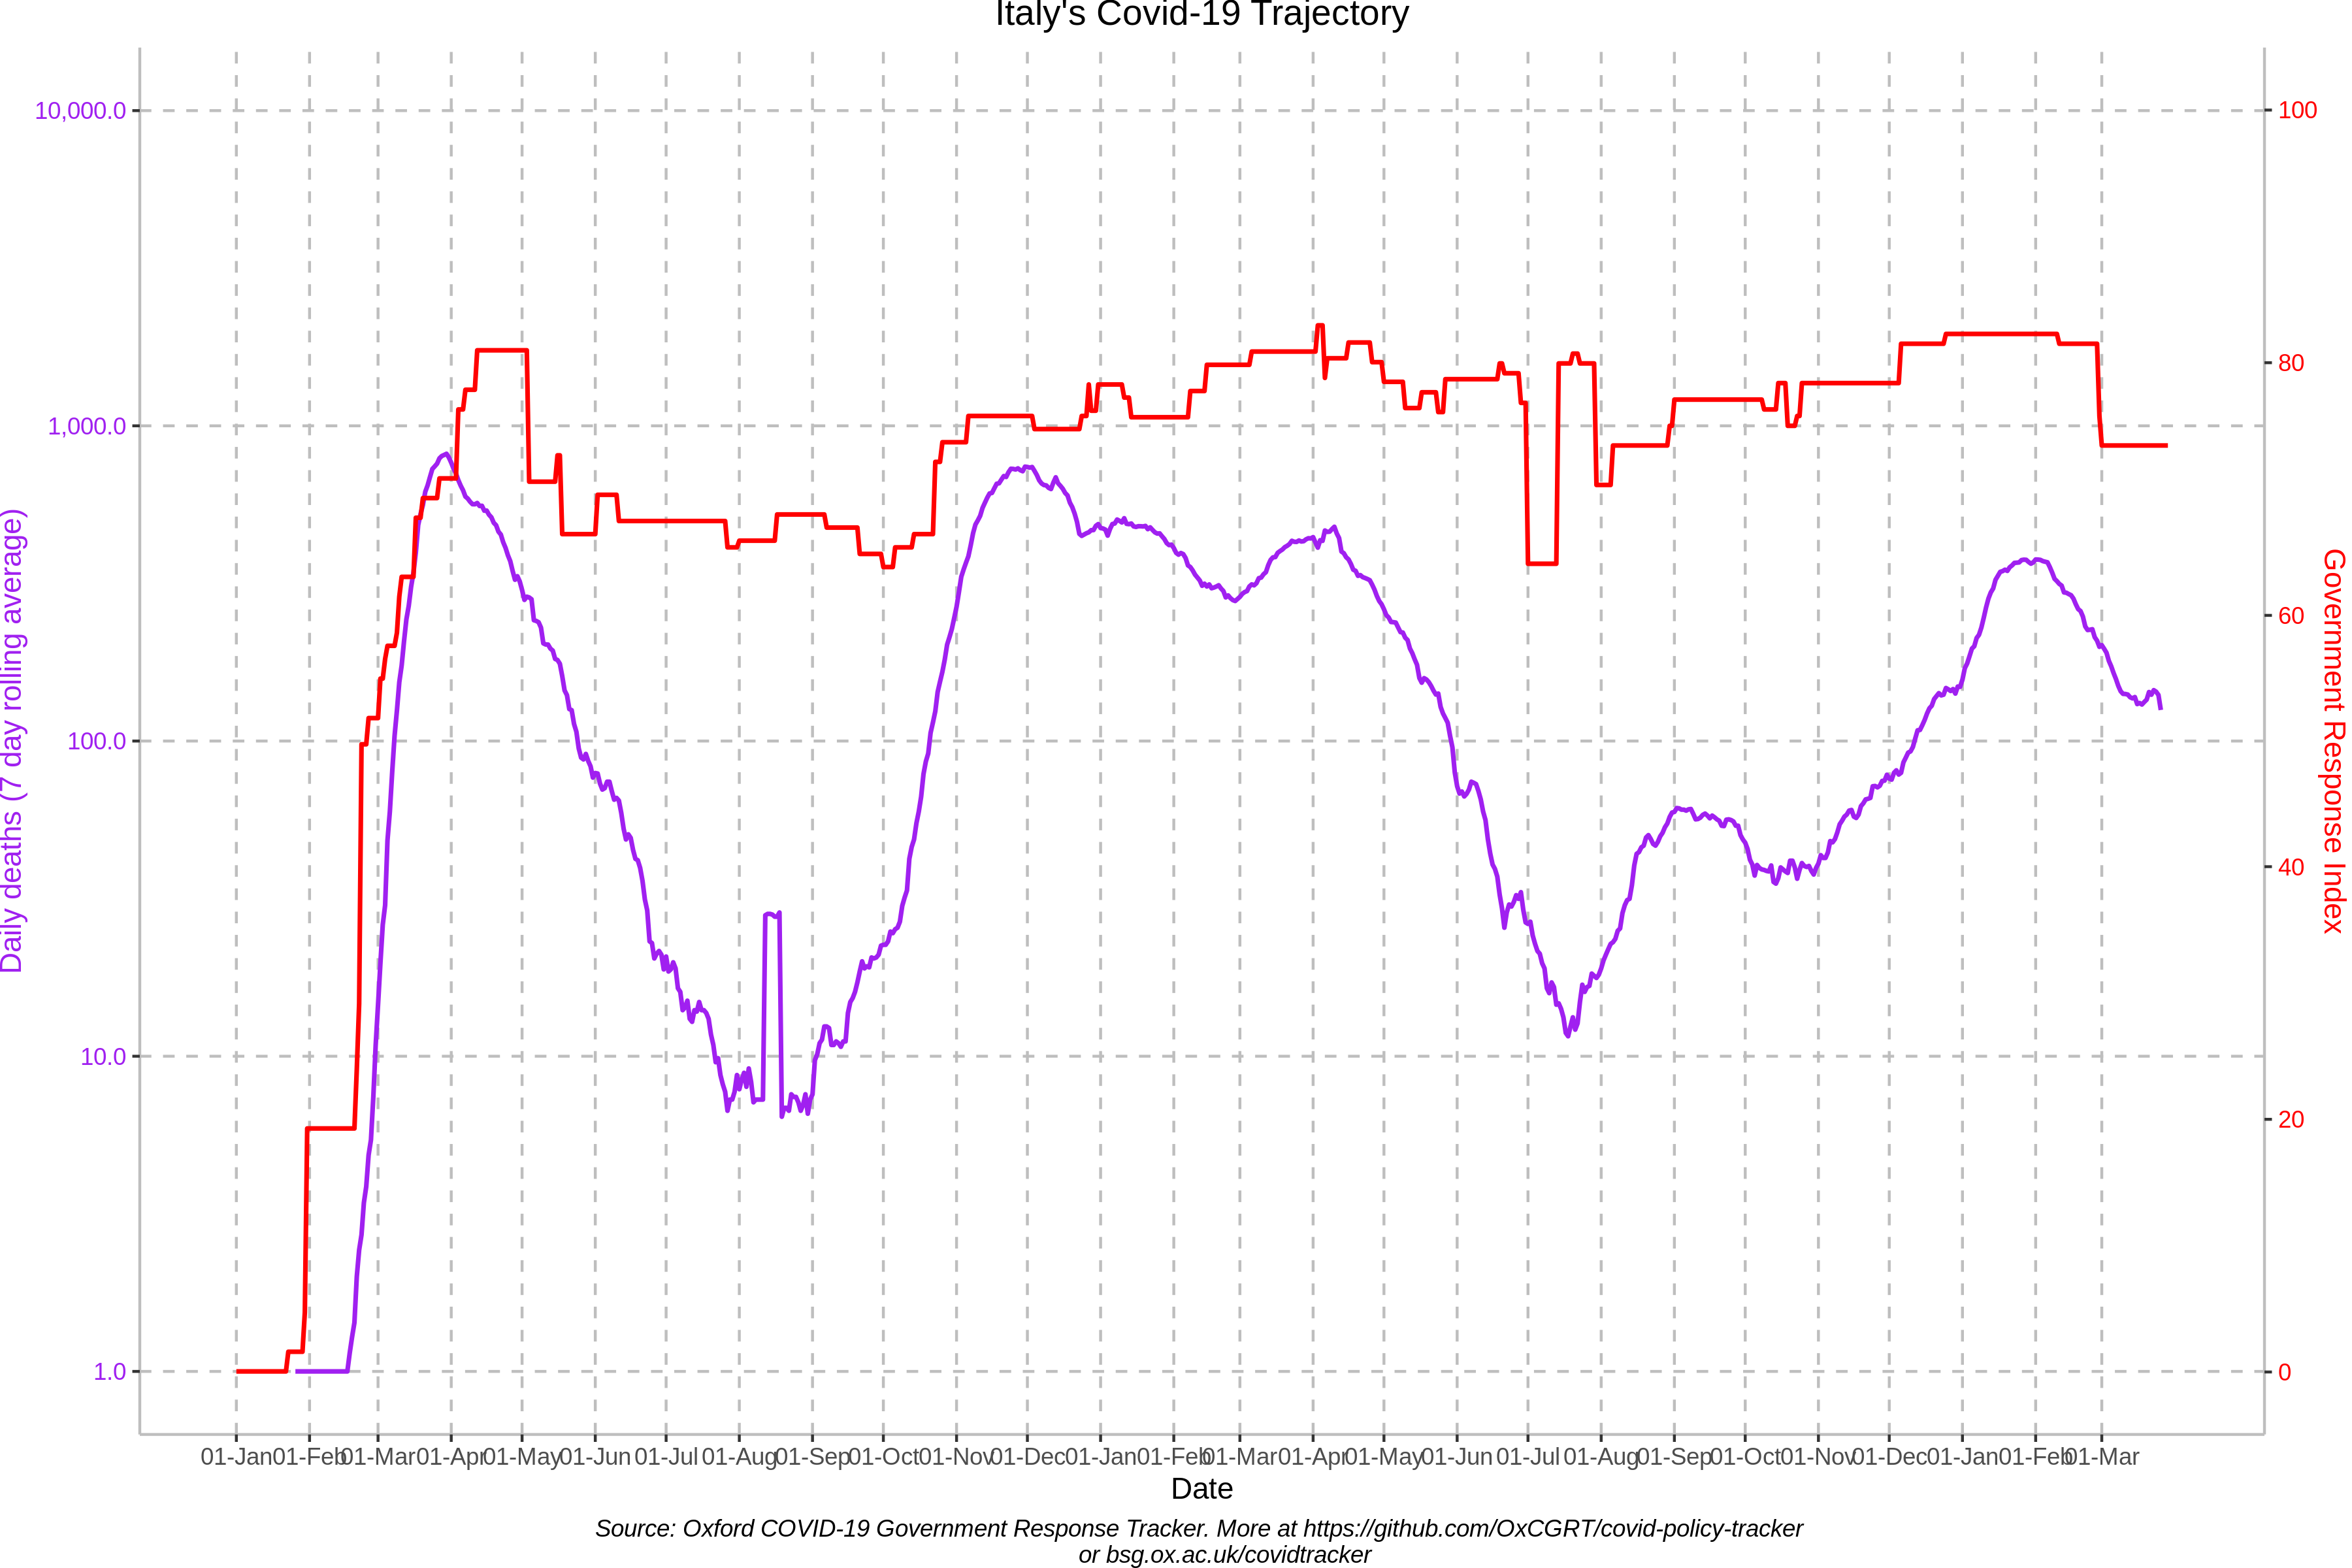 Italy's Covid-19 Trajectory
Daily deaths (7 day rolling average)
10,000.0
1,000.0
100.0
10.0
1.0
100
80
60
40
20
0
Government Response Index
01-Jan 01-Feb 01-Mar 01-Apr 01-May 01-Jun 01-Jul 01-Aug 01-Sep 01-Oct 01-Nov 01-Dec 01-Jan 01-Feb 01-Mar 01-Apr 01-May 01-Jun 01-Jul 01-Aug 01-Sep 01-Oct 01-Nov 01-Dec 01-Jan 01-Feb 01-Mar
Date
Source: Oxford COVID-19 Government Response Tracker. More at https://github.com/OxCGRT/covid-policy-tracker
or bsg.ox.ac.uk/covidtracker